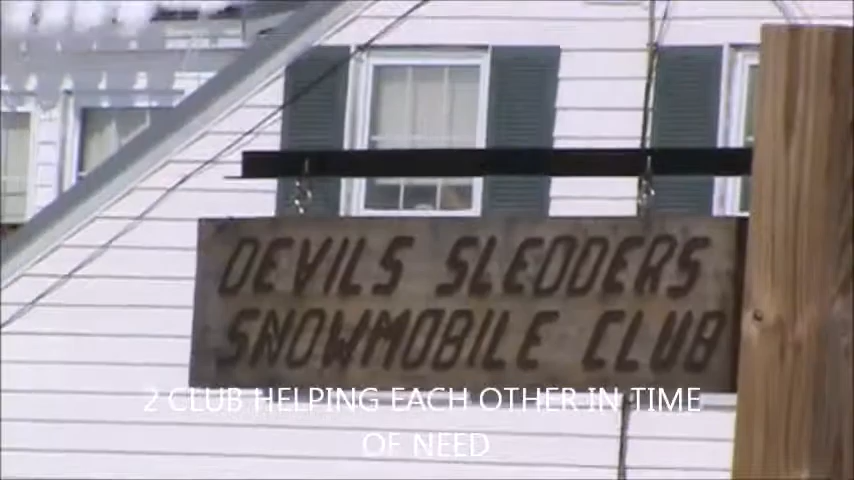 DEVILS SLEDDERS
SNOWMOBILE CLUB
2 CLUB HELPING EACH OTHER IN TIME
OF NEED